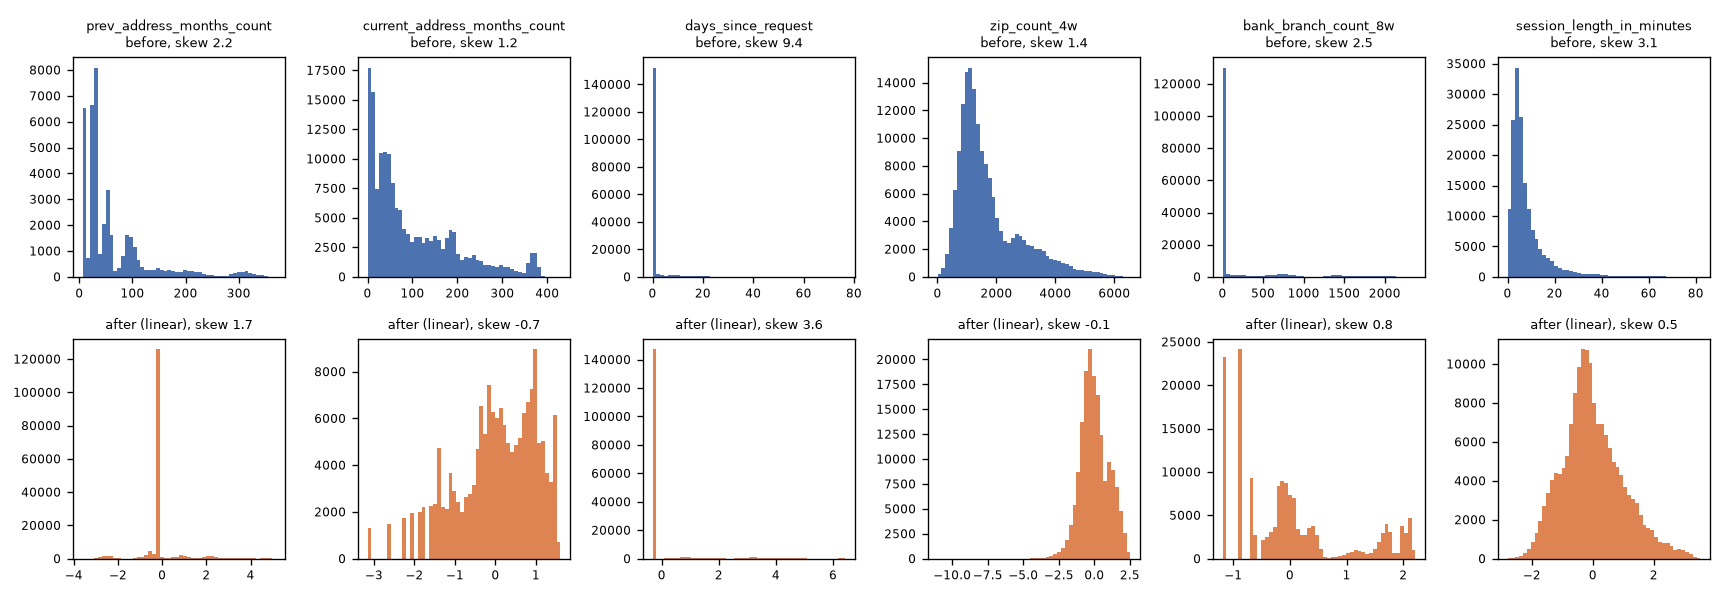 prev_address_months_count
before, skew 2.2
current_address_months_count
before, skew 1.2
days_since_request
before, skew 9.4
zip_count_4w
before, skew 1.4
bank_branch_count_8w
before, skew 2.5
session_length_in_minutes
before, skew 3.1
8000
7000
6000
5000
4000
3000
2000
1000
0
0 100 200 300
17500
15000
12500
10000
7500
5000
2500
0
0 100 200 300 400
140000
120000
100000
80000
60000
40000
20000
0
0 20 40 60 80
14000
12000
10000
8000
6000
4000
2000
0
0 2000 4000 6000
120000
100000
80000
60000
40000
20000
0
0 500 1000 1500 2000
35000
30000
25000
20000
15000
10000
5000
0
0 20 40 60 80
after (linear), skew 1.7
after (linear), skew -0.7
after (linear), skew 3.6
after (linear), skew -0.1
after (linear), skew 0.8
after (linear), skew 0.5
120000
100000
80000
60000
40000
20000
0
−4 −2 0 2 4
8000
6000
4000
2000
0
−3 −2 −1 0 1
140000
120000
100000
80000
60000
40000
20000
0
0 2 4 6
20000
17500
15000
12500
10000
7500
5000
2500
0
−10.0 −7.5 −5.0 −2.5 0.0 2.5
25000
20000
15000
10000
5000
0
−1 0 1 2
10000
8000
6000
4000
2000
0
−2 0 2